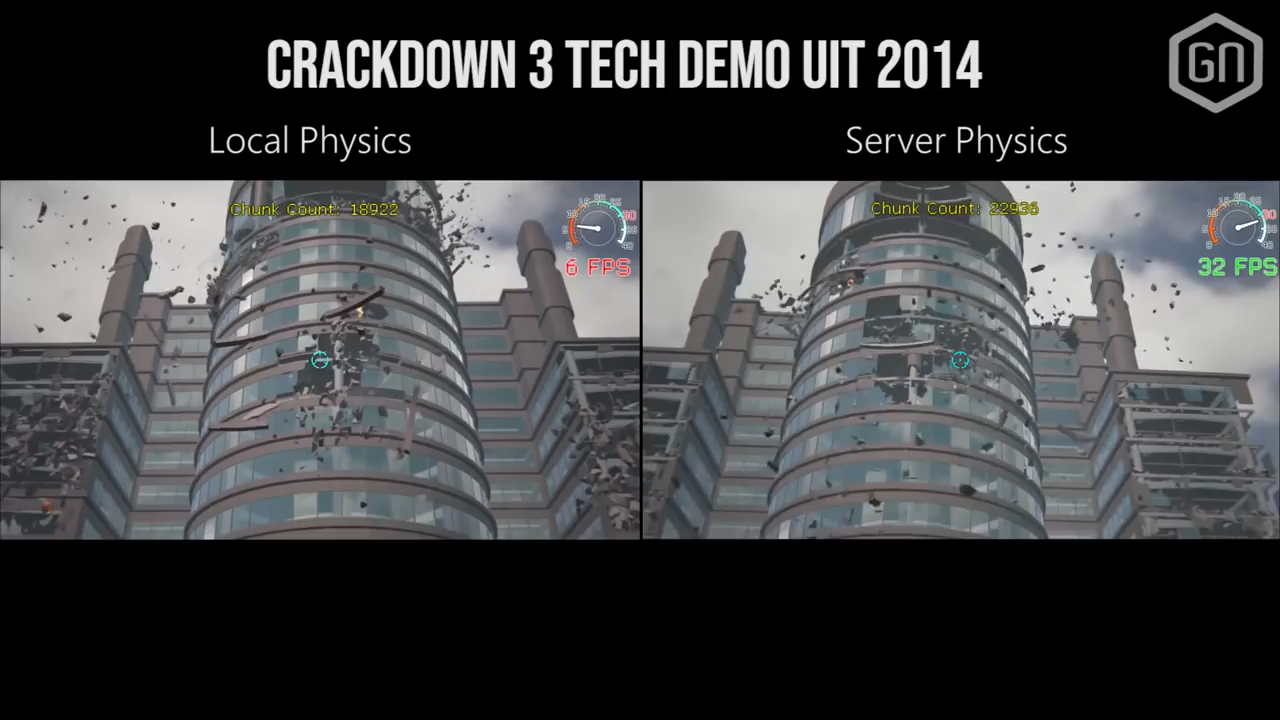 CRACKDOWN 3 TECH DEMO UIT 2014
GN
Local Physics
Server Physics
Chunk Count: 18922
6 FPS
Chunk Count: 22936
32 FPS